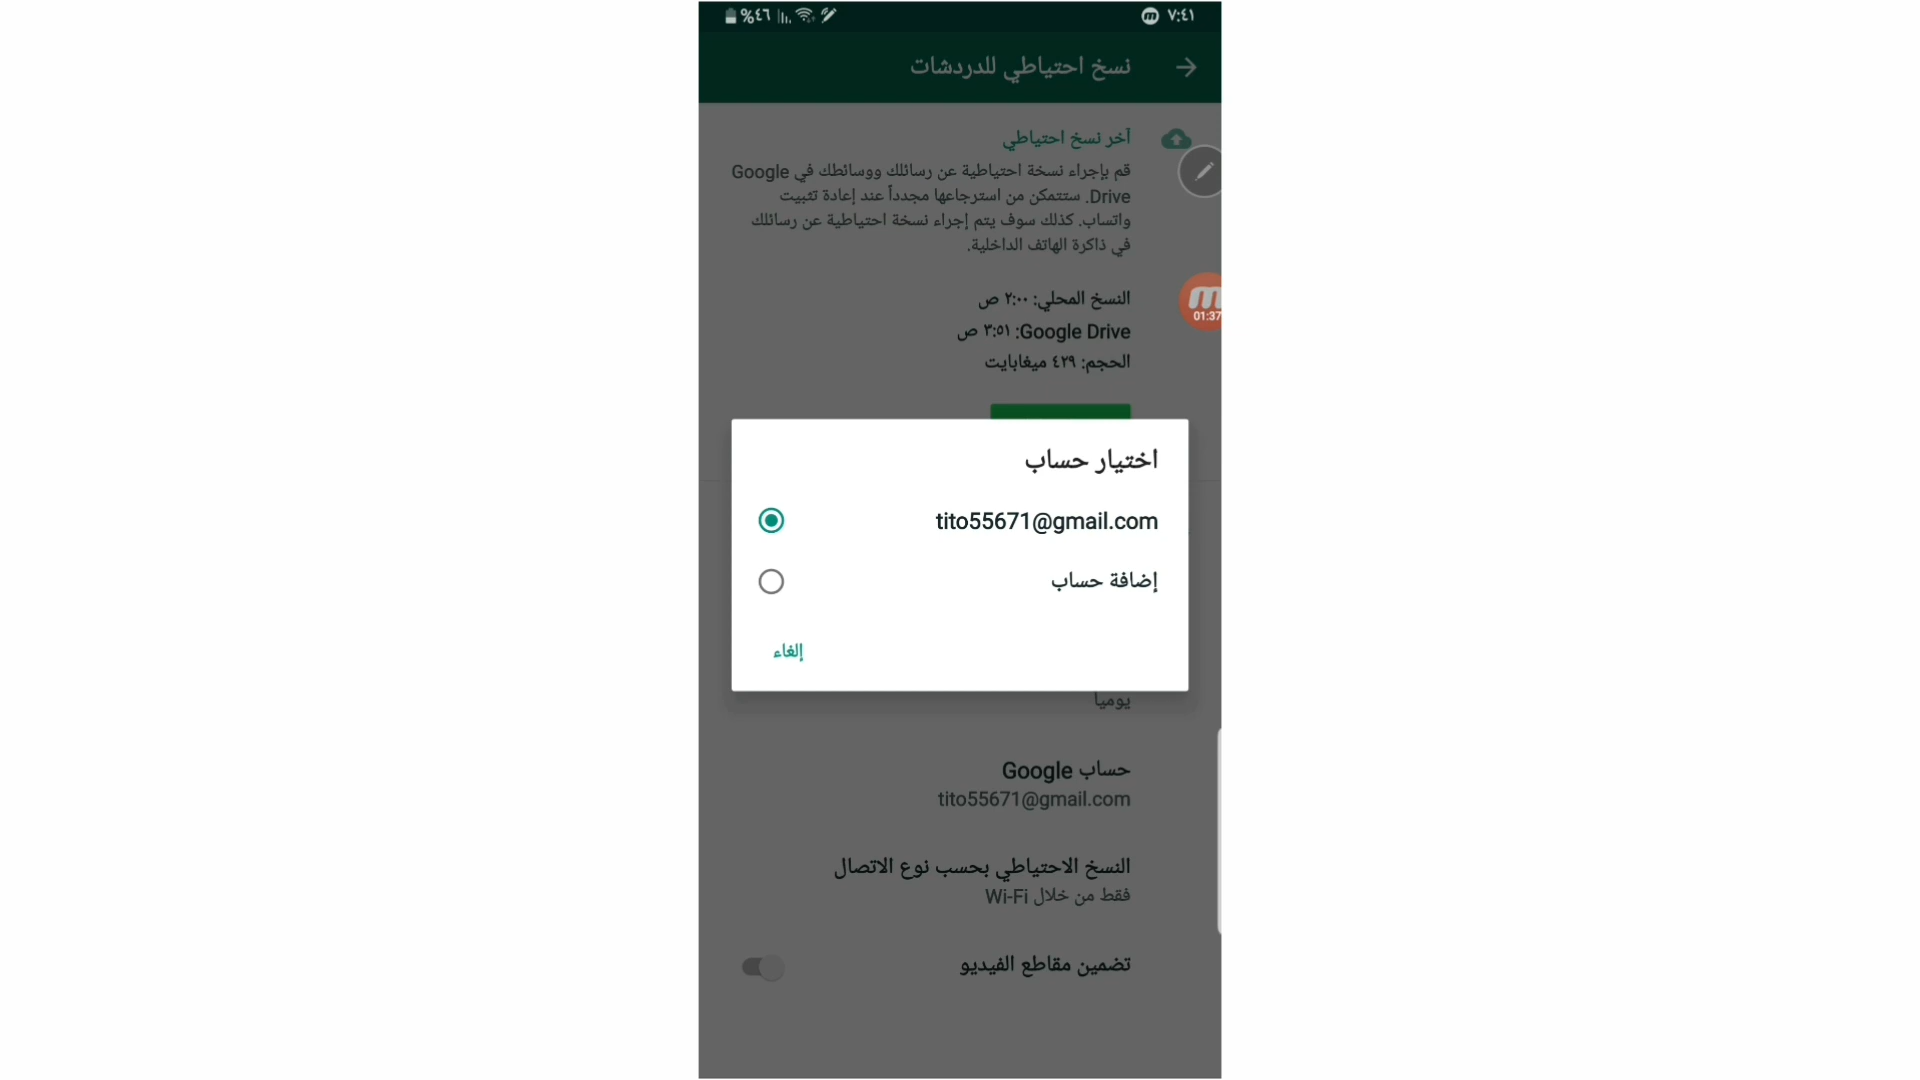 ٧:٤١
%٤٦
نسخ احتياطي للدردشات
آخر نسخ احتياطي
قم بإجراء نسخة احتياطية عن رسائلك ووسائطك في Google
Drive. ستتمكن من استرجاعها مجدداً عند إعادة تثبيت
واتساب. كذلك سوف يتم إجراء نسخة احتياطية عن رسائلك
في ذاكرة الهاتف الداخلية.
النسخ المحلي: ٢:٠٠ ص
01:37
Google Drive: ٣:٥١ ص
الحجم: ٤٢٩ ميغابايت
اختيار حساب
tito55671@gmail.com
إضافة حساب
إلغاء
يومياً
حساب Google
tito55671@gmail.com
النسخ الاحتياطي بحسب نوع الاتصال
فقط من خلال Wi-Fi
تضمين مقاطع الفيديو